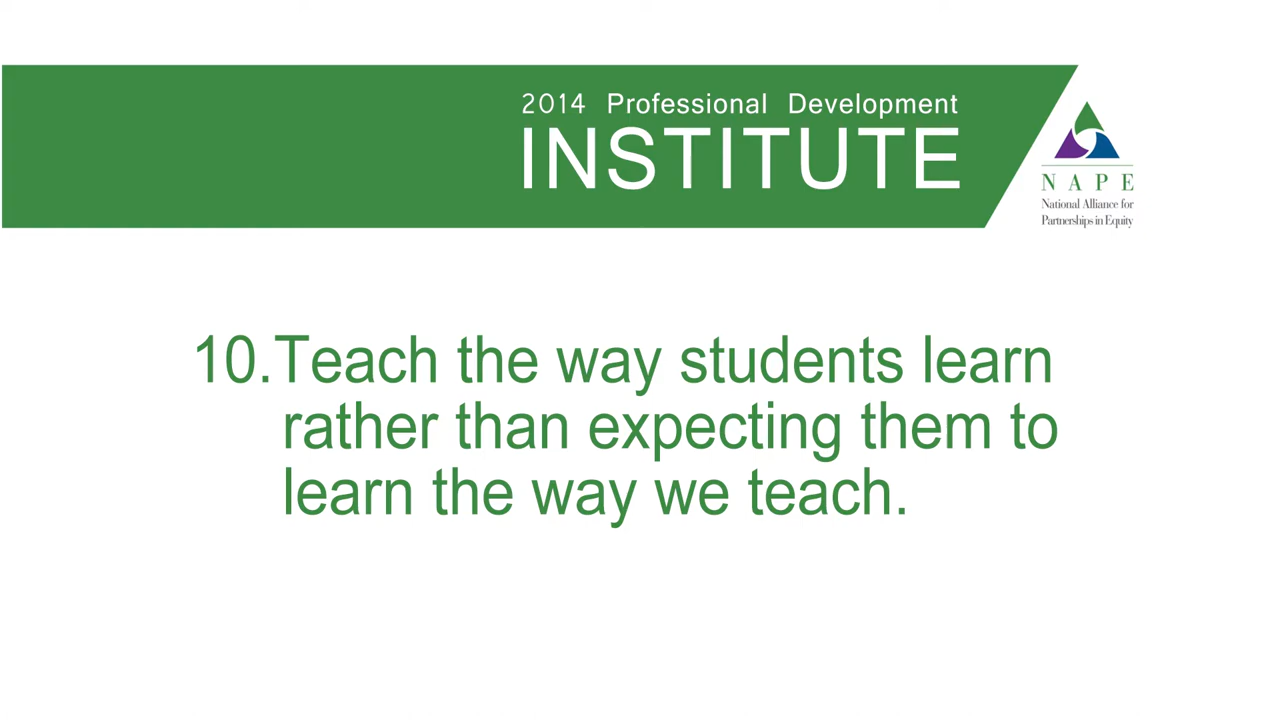 2014 Professional Development
INSTITUTE
NAPE
National Alliance for
Partnerships in Equity
10.Teach the way students learn
rather than expecting them to
learn the way we teach.